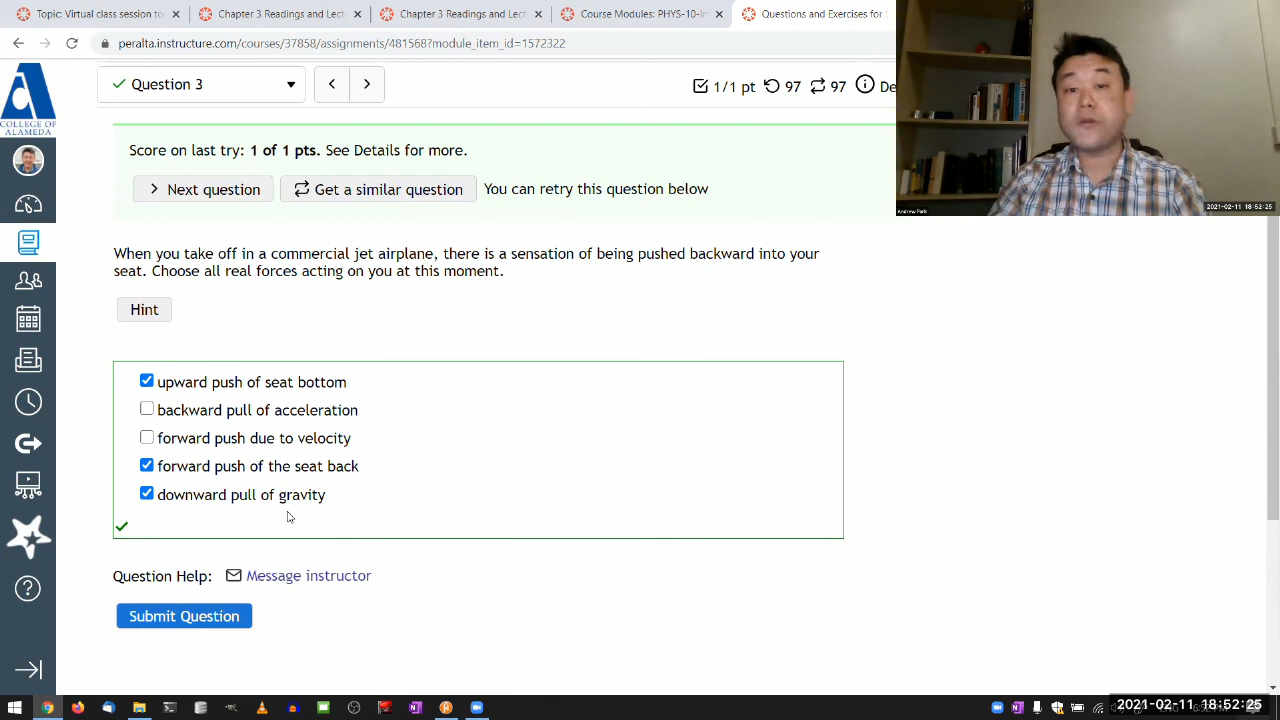 Topic: Virtual class session to
Chapter 3 Readings and Lect
Chapter 3 Readings and Lect
Course Modules: PHYS-10-In
Questions and Exercises for
peralta.instructure.com/courses/37858/assignments/481568?module_item_id=1572322
COLLEGE OF
ALAMEDA
Question 3
1/1 pt 97 97 De
Score on last try: 1 of 1 pts. See Details for more.
Next question
Get a similar question
You can retry this question below
When you take off in a commercial jet airplane, there is a sensation of being pushed backward into your
seat. Choose all real forces acting on you at this moment.
Hint
upward push of seat bottom
backward pull of acceleration
forward push due to velocity
forward push of the seat back
downward pull of gravity
Question Help: Message instructor
Submit Question
Andrew Park
2021-02-11 18:52:25
2021-02-11 18:52:25